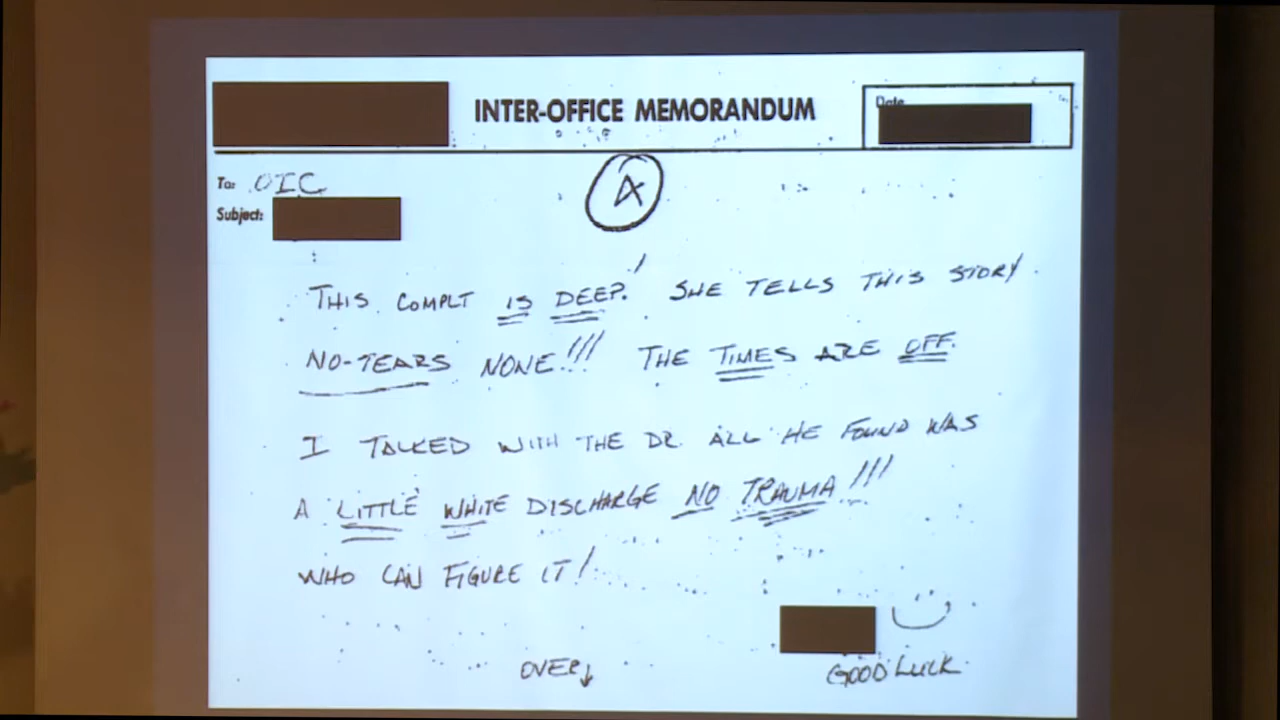 INTER-OFFICE MEMORANDUM
Date
To: OIC
Subject:
A
THIS COMPLT IS DEEP! SHE TELLS THIS STORY
NO-TEARS NONE!!! THE TIMES ARE OFF.
I TALKED WITH THE DR. ALL HE FOUND WAS
A LITTLE WHITE DISCHARGE NO TRAUMA!!!
WHO CAN FIGURE IT!
OVER↓
GOOD LUCK